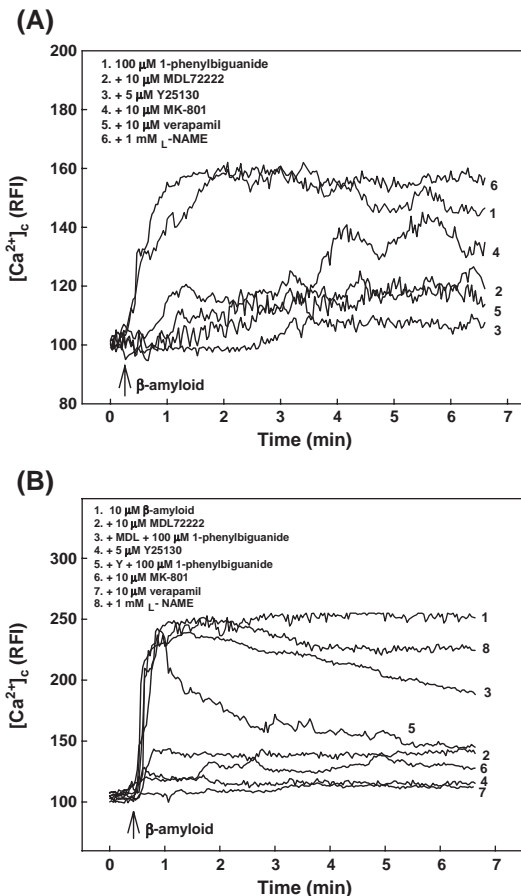 (A)
200
180
160
140
120
100
80
[Ca2+]c (RFI)
1. 100 μM 1-phenylbiguanide
2. + 10 μM MDL72222
3. + 5 μM Y25130
4. + 10 μM MK-801
5. + 10 μM verapamil
6. + 1 mM L-NAME
6
1
4
2
5
3
β-amyloid
0 1 2 3 4 5 6 7
Time (min)
(B)
350
300
250
200
150
100
[Ca2+]c (RFI)
1. 10 μM β-amyloid
2. + 10 μM MDL72222
3. + MDL + 100 μM 1-phenylbiguanide
4. + 5 μM Y25130
5. + Y + 100 μM 1-phenylbiguanide
6. + 10 μM MK-801
7. + 10 μM verapamil
8. + 1 mM L- NAME
1
8
3
5
2
6
4
7
β-amyloid
0 1 2 3 4 5 6 7
Time (min)